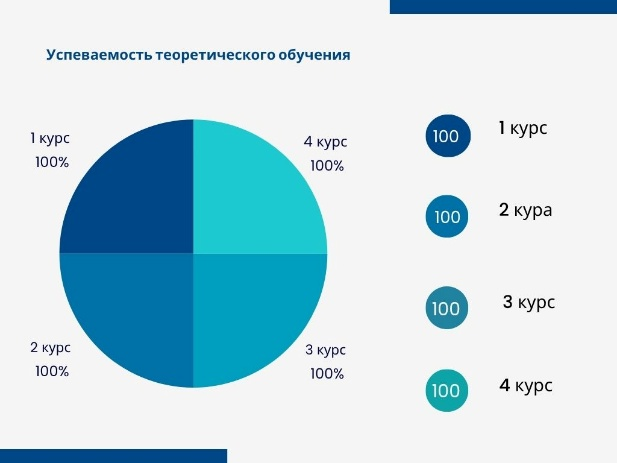 Успеваемость теоретического обучения
1 курс
100%
4 курс
100%
2 курс
100%
3 курс
100%
100 1 курс
100 2 кура
100 3 курс
100 4 курс